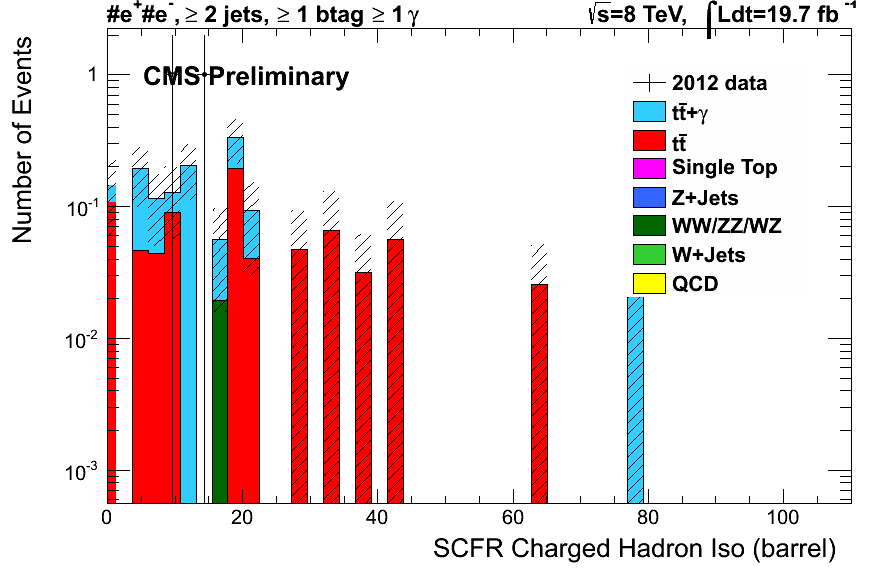 #e⁺#e⁻, ≥ 2 jets, ≥ 1 btag ≥ 1 γ √s=8 TeV, ∫Ldt=19.7 fb⁻¹
CMS Preliminary
2012 data
tt̄+γ
tt̄
Single Top
Z+Jets
WW/ZZ/WZ
W+Jets
QCD
Number of Events
1
10⁻¹
10⁻²
10⁻³
0 20 40 60 80 100
SCFR Charged Hadron Iso (barrel)